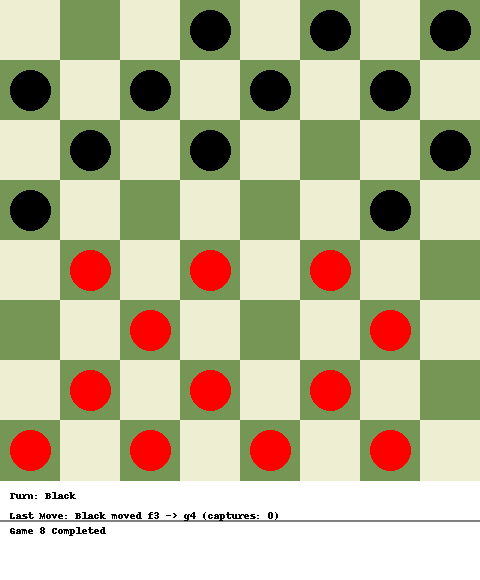 Turn: Black
Last Move: Black moved f3 -> g4 (captures: 0)
Game 8 Completed